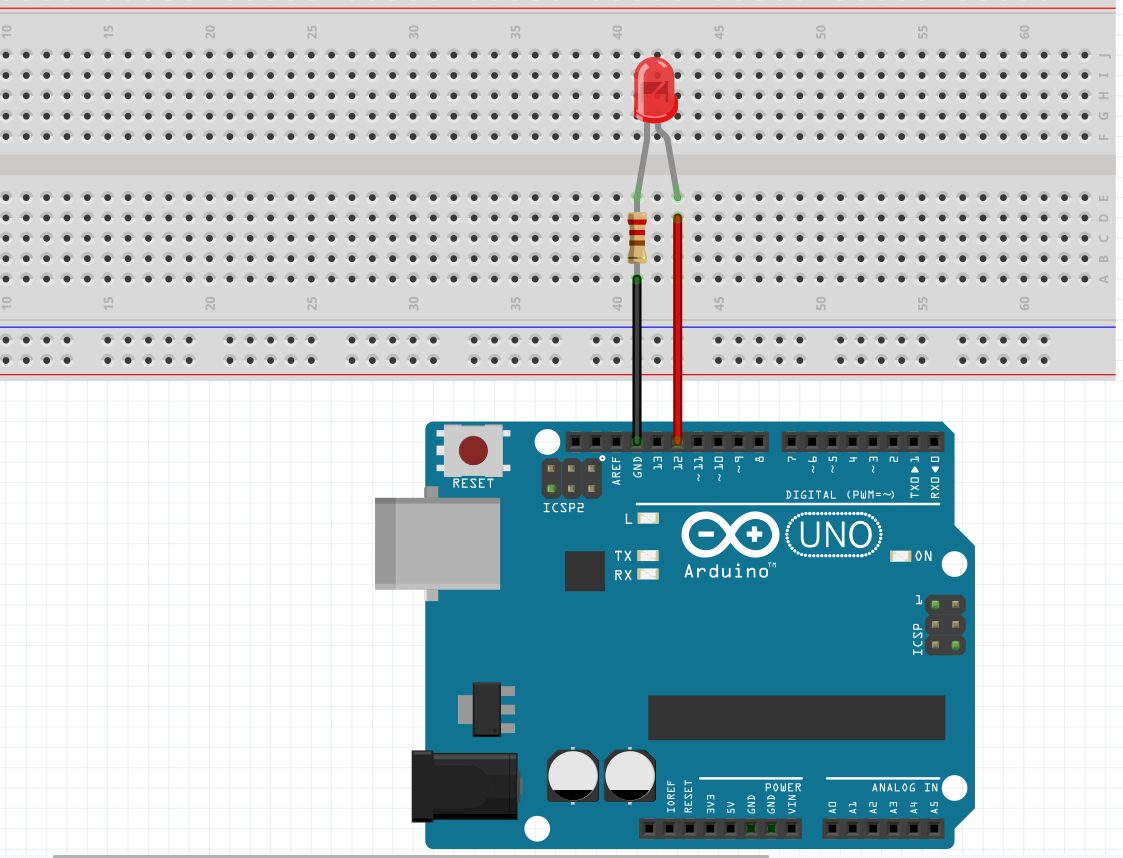 10 15 20 25 30 35 40 45 50 55 60
J
I
H
G
F
E
D
C
B
A
10 15 20 25 30 35 40 45 50 55 60
RESET
ICSP2
AREF
GND
13
12
~11
~10
~9
8
7
~6
~5
4
~3
2
TX0▶1
RX0◀0
DIGITAL (PWM=~)
L
TX
RX
UNO
Arduino™
ON
1
ICSP
IOREF
RESET
3V3
5V
GND
GND
VIN
POWER
ANALOG IN
A0
A1
A2
A3
A4
A5